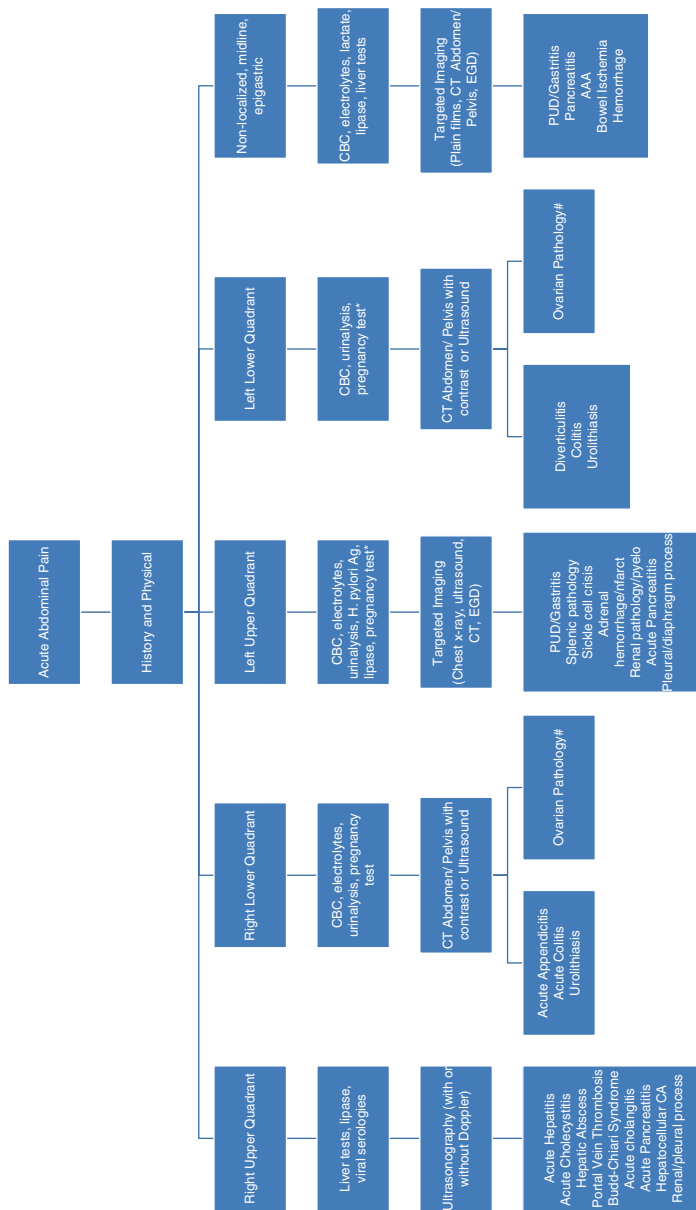 Acute Abdominal Pain
History and Physical
Right Upper Quadrant
Liver tests, lipase,
viral serologies
Ultrasonography (with or
without Doppler)
Acute Hepatitis
Acute Cholecystitis
Hepatic Abscess
Portal Vein Thrombosis
Budd-Chiari Syndrome
Acute cholangitis
Acute Pancreatitis
Hepatocellular CA
Renal/pleural process
Right Lower Quadrant
CBC, electrolytes,
urinalysis, pregnancy
test
CT Abdomen/ Pelvis with
contrast or Ultrasound
Acute Appendicitis
Acute Colitis
Urolithiasis
Ovarian Pathology#
Left Upper Quadrant
CBC, electrolytes,
urinalysis, H. pylori Ag,
lipase, pregnancy test*
Targeted Imaging
(Chest x-ray, ultrasound,
CT, EGD)
PUD/Gastritis
Splenic pathology
Sickle cell crisis
Adrenal
hemorrhage/nfarct
Renal pathology/pyelo
Acute Pancreatitis
Pleural/diaphragm process
Left Lower Quadrant
CBC, urinalysis,
pregnancy test*
CT Abdomen/ Pelvis with
contrast or Ultrasound
Diverticulitis
Colitis
Urolithiasis
Ovarian Pathology#
Non-localized, midline,
epigastric
CBC, electrolytes, lactate,
lipase, liver tests
Targeted Imaging
(Plain films, CT Abdomen/
Pelvis, EGD)
PUD/Gastritis
Pancreatitis
AAA
Bowel Ischemia
Hemorrhage